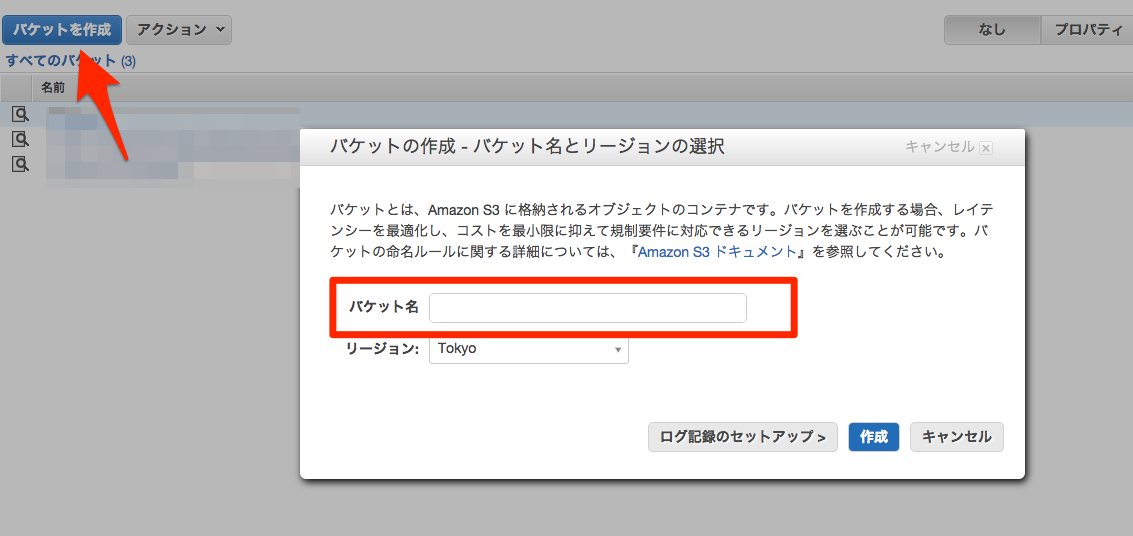 バケットを作成 アクション なし プロパティ
すべてのバケット (3)
名前
バケットの作成 - バケット名とリージョンの選択 キャンセル
バケットとは、Amazon S3 に格納されるオブジェクトのコンテナです。バケットを作成する場合、レイテ
ンシーを最適化し、コストを最小限に抑えて規制要件に対応できるリージョンを選ぶことが可能です。バ
ケットの命名ルールに関する詳細については、『Amazon S3 ドキュメント』を参照してください。
バケット名
リージョン: Tokyo
ログ記録のセットアップ > 作成 キャンセル